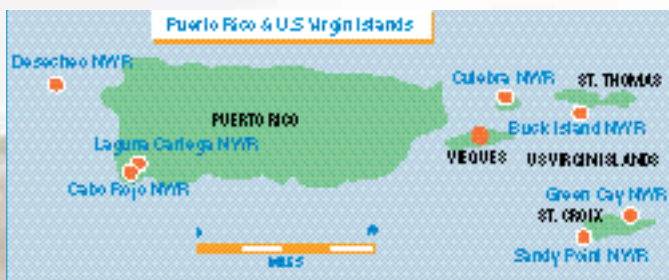 Puerto Rico & U.S Virgin Islands
Desecheo NWR
Culebra NWR
ST. THOMAS
PUERTO RICO
Buck Island NWR
Laguna Cartega NWR
VIEQUES
US VIRGIN ISLANDS
Cabo Rojo NWR
Green Cay NWR
ST. CROIX
MILES
Sandy Point NWR